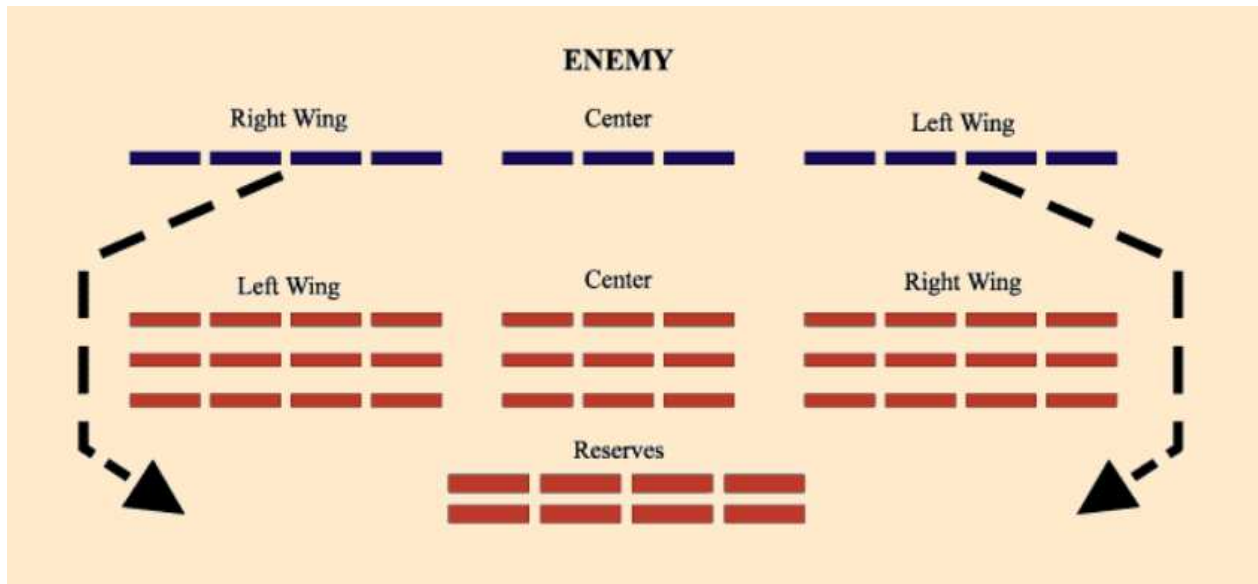 ENEMY
Right Wing
Center
Left Wing
Left Wing
Center
Right Wing
Reserves